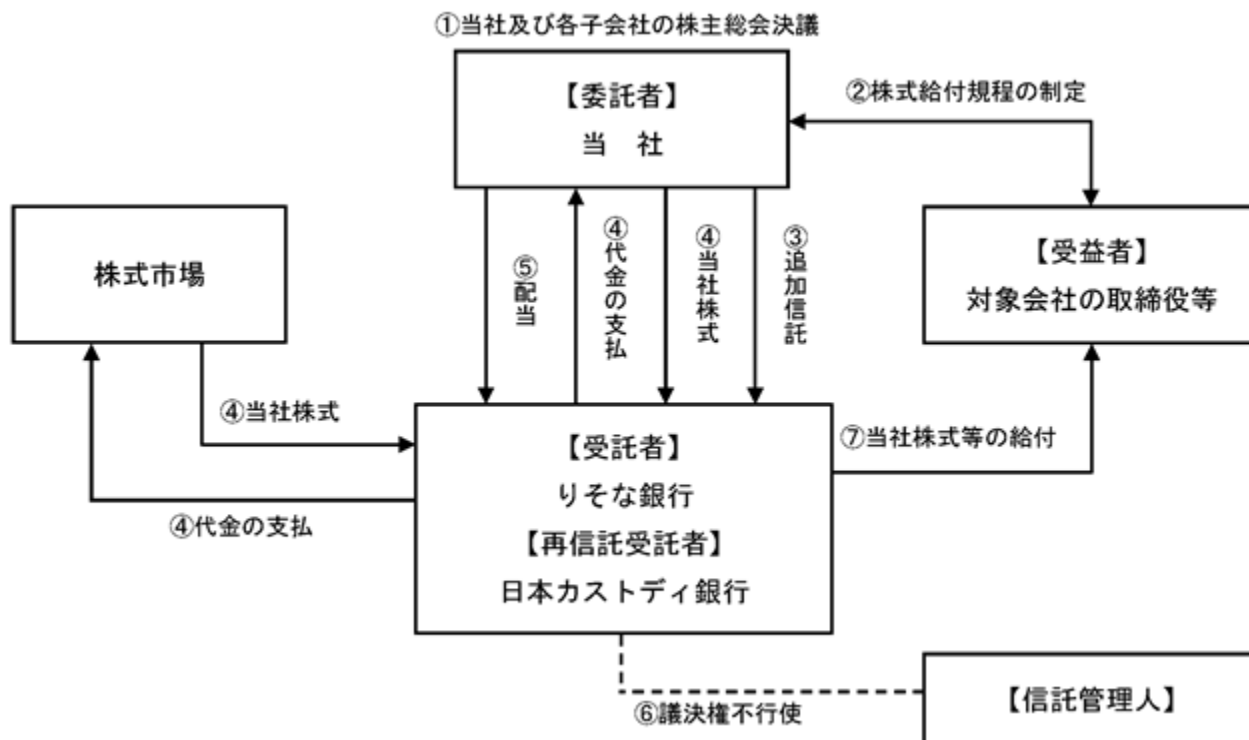 ①当社及び各子会社の株主総会決議
【委託者】
当　社
②株式給付規程の制定
株式市場
⑤配当
④代金の支払
④当社株式
③追加信託
【受益者】
対象会社の取締役等
④当社株式
④代金の支払
【受託者】
りそな銀行
【再信託受託者】
日本カストディ銀行
⑦当社株式等の給付
⑥議決権不行使
【信託管理人】